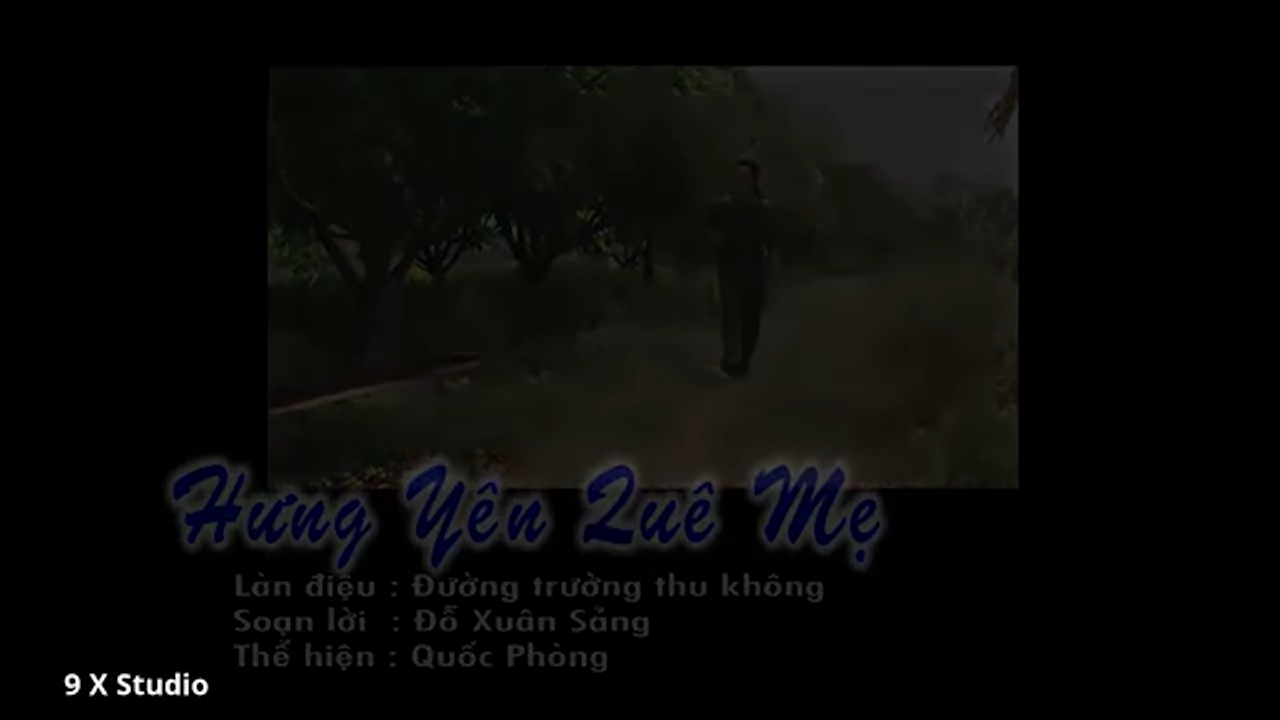 Hưng Yên Quê Mẹ
Làn điệu : Đường trường thu không
Soạn lời : Đỗ Xuân Sảng
Thể hiện : Quốc Phòng
9 X Studio